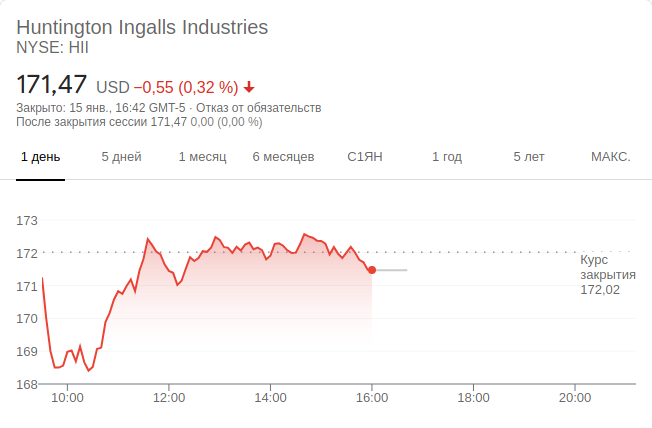 Huntington Ingalls Industries
NYSE: HII
171,47 USD −0,55 (0,32 %)
Закрыто: 15 янв., 16:42 GMT-5 · Отказ от обязательств
После закрытия сессии 171,47 0,00 (0,00 %)
1 день 5 дней 1 месяц 6 месяцев С1ЯН 1 год 5 лет МАКС.
173
172
171
170
169
168
Курс
закрытия
172,02
10:00 12:00 14:00 16:00 18:00 20:00